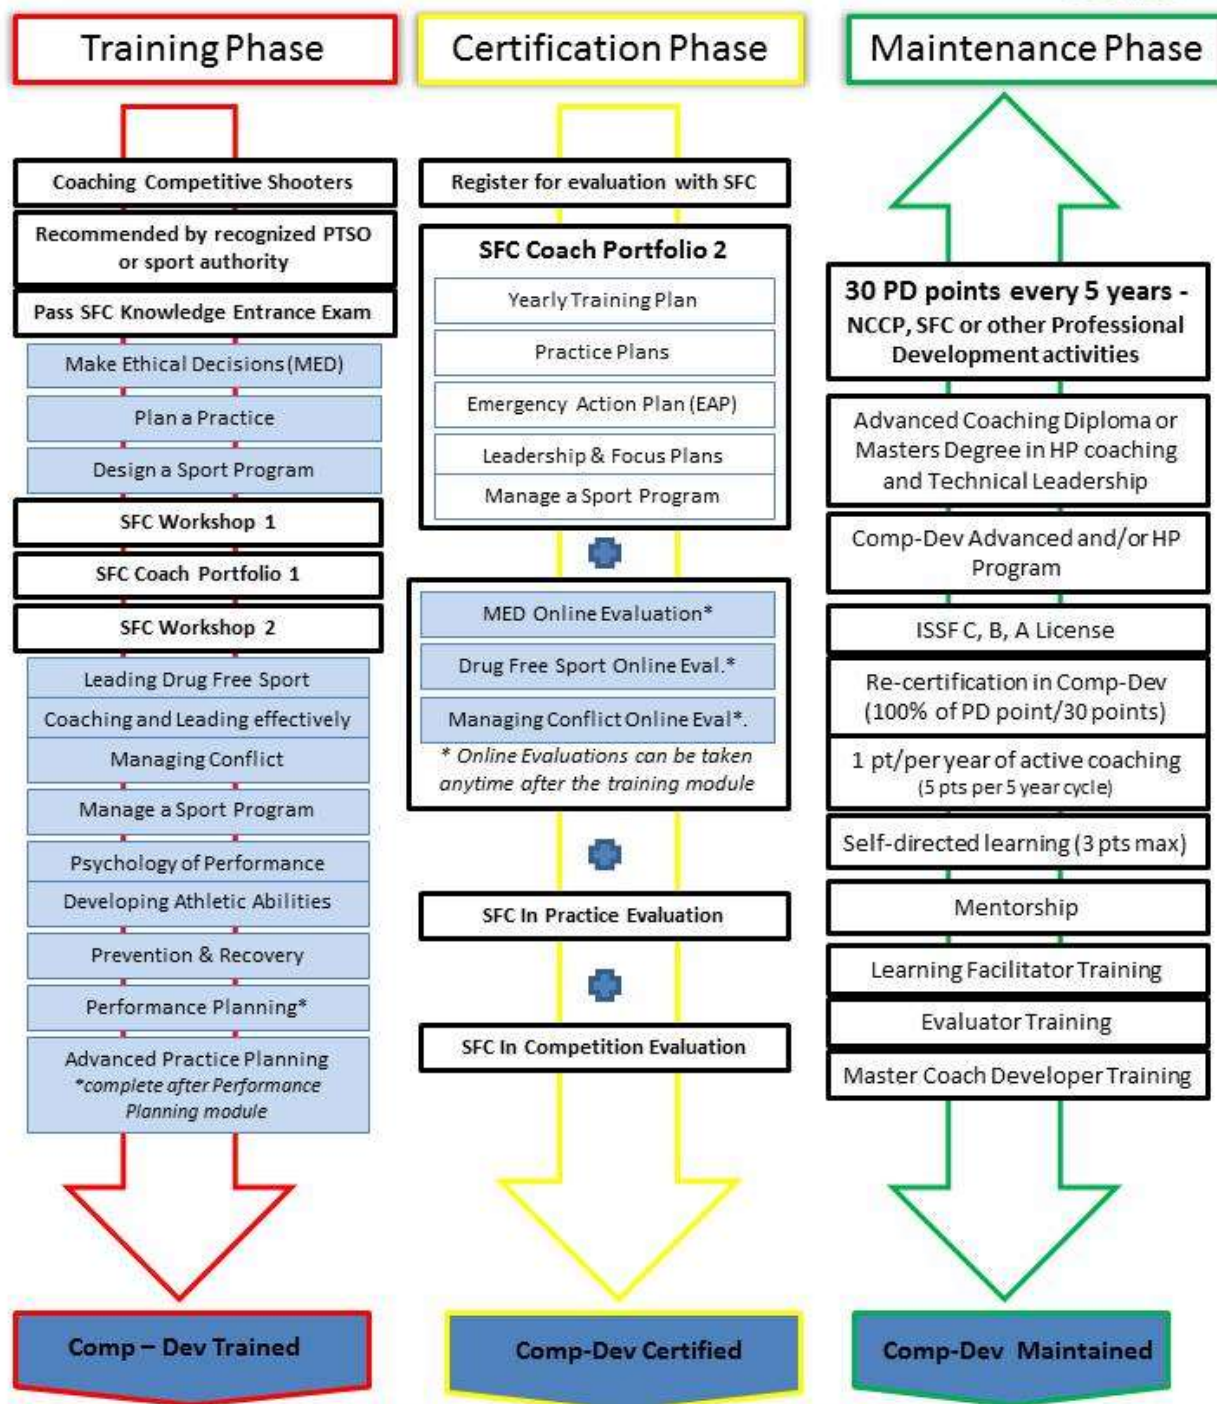 Training Phase
Coaching Competitive Shooters
Recommended by recognized PTSO
or sport authority
Pass SFC Knowledge Entrance Exam
Make Ethical Decisions (MED)
Plan a Practice
Design a Sport Program
SFC Workshop 1
SFC Coach Portfolio 1
SFC Workshop 2
Leading Drug Free Sport
Coaching and Leading effectively
Managing Conflict
Manage a Sport Program
Psychology of Performance
Developing Athletic Abilities
Prevention & Recovery
Performance Planning*
Advanced Practice Planning
*complete after Performance
Planning module
Comp – Dev Trained
Certification Phase
Register for evaluation with SFC
SFC Coach Portfolio 2
Yearly Training Plan
Practice Plans
Emergency Action Plan (EAP)
Leadership & Focus Plans
Manage a Sport Program
MED Online Evaluation*
Drug Free Sport Online Eval.*
Managing Conflict Online Eval*.
* Online Evaluations can be taken
anytime after the training module
SFC In Practice Evaluation
SFC In Competition Evaluation
Comp-Dev Certified
Maintenance Phase
30 PD points every 5 years -
NCCP, SFC or other Professional
Development activities
Advanced Coaching Diploma or
Masters Degree in HP coaching
and Technical Leadership
Comp-Dev Advanced and/or HP
Program
ISSF C, B, A License
Re-certification in Comp-Dev
(100% of PD point/30 points)
1 pt/per year of active coaching
(5 pts per 5 year cycle)
Self-directed learning (3 pts max)
Mentorship
Learning Facilitator Training
Evaluator Training
Master Coach Developer Training
Comp-Dev Maintained